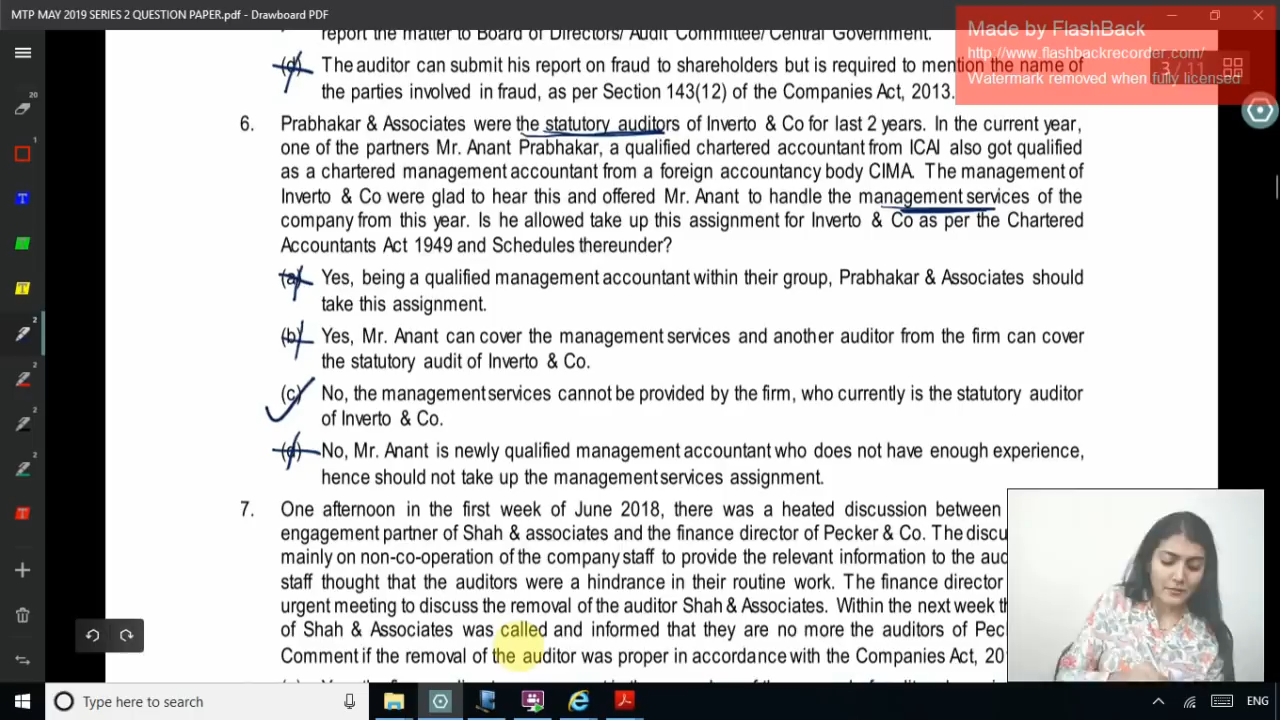 MTP MAY 2019 SERIES 2 QUESTION PAPER.pdf - Drawboard PDF
Made by FlashBack
http://www.flashbackrecorder.com/
Watermark removed when fully licensed
3 / 11
report the matter to Board of Directors/ Audit Committee/ Central Government.
(d) The auditor can submit his report on fraud to shareholders but is required to mention the name of
the parties involved in fraud, as per Section 143(12) of the Companies Act, 2013.
6. Prabhakar & Associates were the statutory auditors of Inverto & Co for last 2 years. In the current year,
one of the partners Mr. Anant Prabhakar, a qualified chartered accountant from ICAI also got qualified
as a chartered management accountant from a foreign accountancy body CIMA. The management of
Inverto & Co were glad to hear this and offered Mr. Anant to handle the management services of the
company from this year. Is he allowed take up this assignment for Inverto & Co as per the Chartered
Accountants Act 1949 and Schedules thereunder?
(a) Yes, being a qualified management accountant within their group, Prabhakar & Associates should
take this assignment.
(b) Yes, Mr. Anant can cover the management services and another auditor from the firm can cover
the statutory audit of Inverto & Co.
(c) No, the management services cannot be provided by the firm, who currently is the statutory auditor
of Inverto & Co.
(d) No, Mr. Anant is newly qualified management accountant who does not have enough experience,
hence should not take up the management services assignment.
7. One afternoon in the first week of June 2018, there was a heated discussion between
engagement partner of Shah & associates and the finance director of Pecker & Co. The discu
mainly on non-co-operation of the company staff to provide the relevant information to the aud
staff thought that the auditors were a hindrance in their routine work. The finance director
urgent meeting to discuss the removal of the auditor Shah & Associates. Within the next week th
of Shah & Associates was called and informed that they are no more the auditors of Pec
Comment if the removal of the auditor was proper in accordance with the Companies Act, 20
20
2
2
2
2
Type here to search
ENG